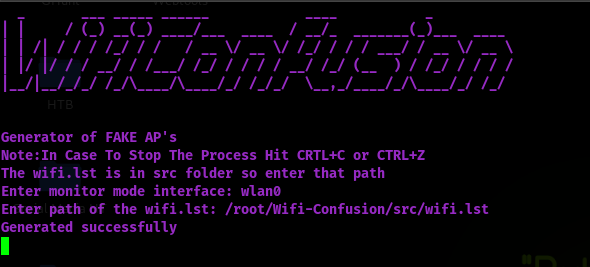 WifiConfusion
HTB
Generator of FAKE AP's
Note:In Case To Stop The Process Hit CRTL+C or CTRL+Z
The wifi.lst is in src folder so enter that path
Enter monitor mode interface: wlan0
Enter path of the wifi.lst: /root/Wifi-Confusion/src/wifi.lst
Generated successfully